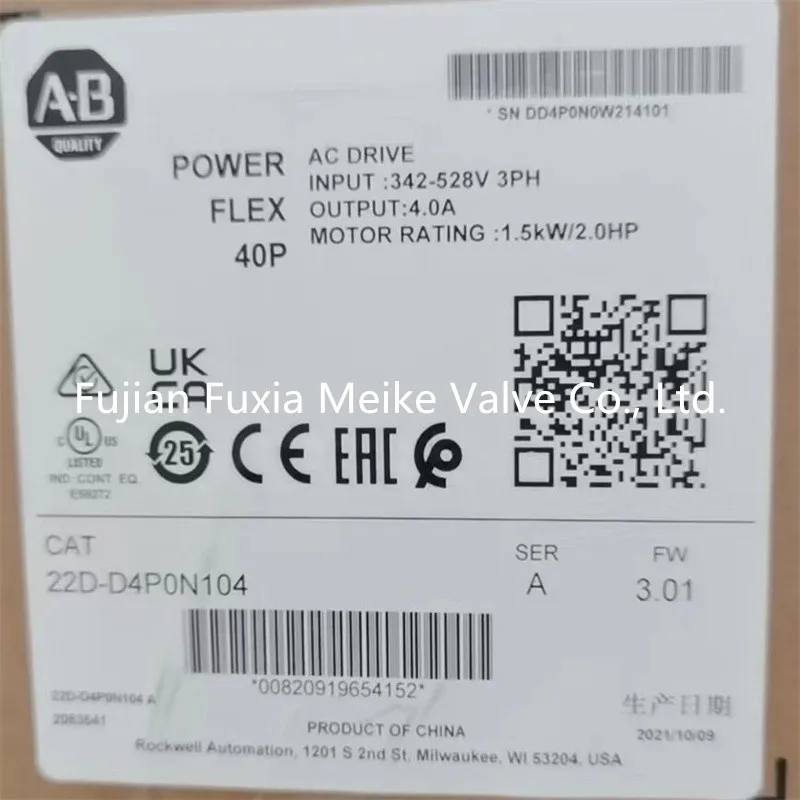 A-B
QUALITY
* SN DD4P0N0W214101
POWER
FLEX
40P
AC DRIVE
INPUT :342-528V 3PH
OUTPUT:4.0A
MOTOR RATING :1.5kW/2.0HP
UK
CA
Fujian Fuxia Meike Valve Co., Ltd.
C UL US
LISTED
IND. CONT. EQ.
E59272
25
CE
EAC
CAT
22D-D4P0N104
SER
A
FW
3.01
*00820919654152*
22D-D4P0N104 A
2083541
生产日期
2021/10/09
PRODUCT OF CHINA
Rockwell Automation, 1201 S 2nd St. Milwaukee, WI 53204, USA